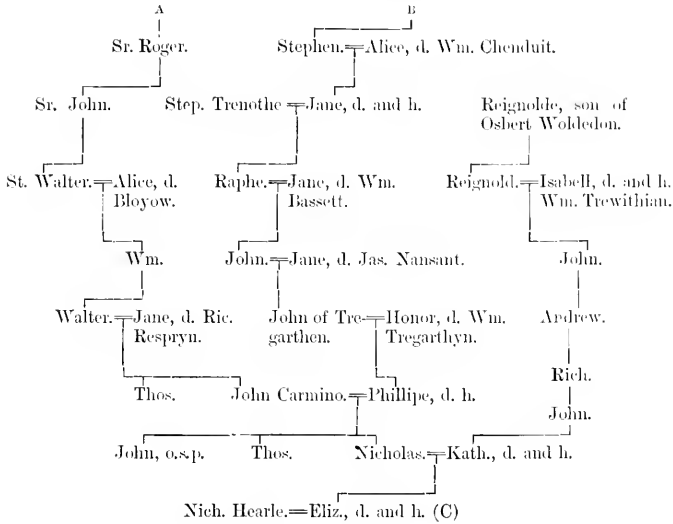 A B
Sr. Roger. Stephen. Alice, d. Wm. Chenduit.
Sr. John. Step. Trenothe Jane, d. and h. Reignolde, son of
Osbert Woldedon.
St. Walter. Alice, d. Raphe. Jane, d. Wm. Reignold. Isabell, d. and h.
Bloyow. Bassett. Wm. Trewithian.
Wm. John. Jane, d. Jas. Nansant. John.
Walter. Jane, d. Ric. John of Tre- Honor, d. Wm. Andrew.
Respryn. garthen. Tregarthyn.
Rich.
Thos. John Carmino. Phillipe, d. h.
John.
John, o.s.p. Thos. Nicholas. Kath., d. and h.
Nich. Hearle. Eliz., d. and h. (C)